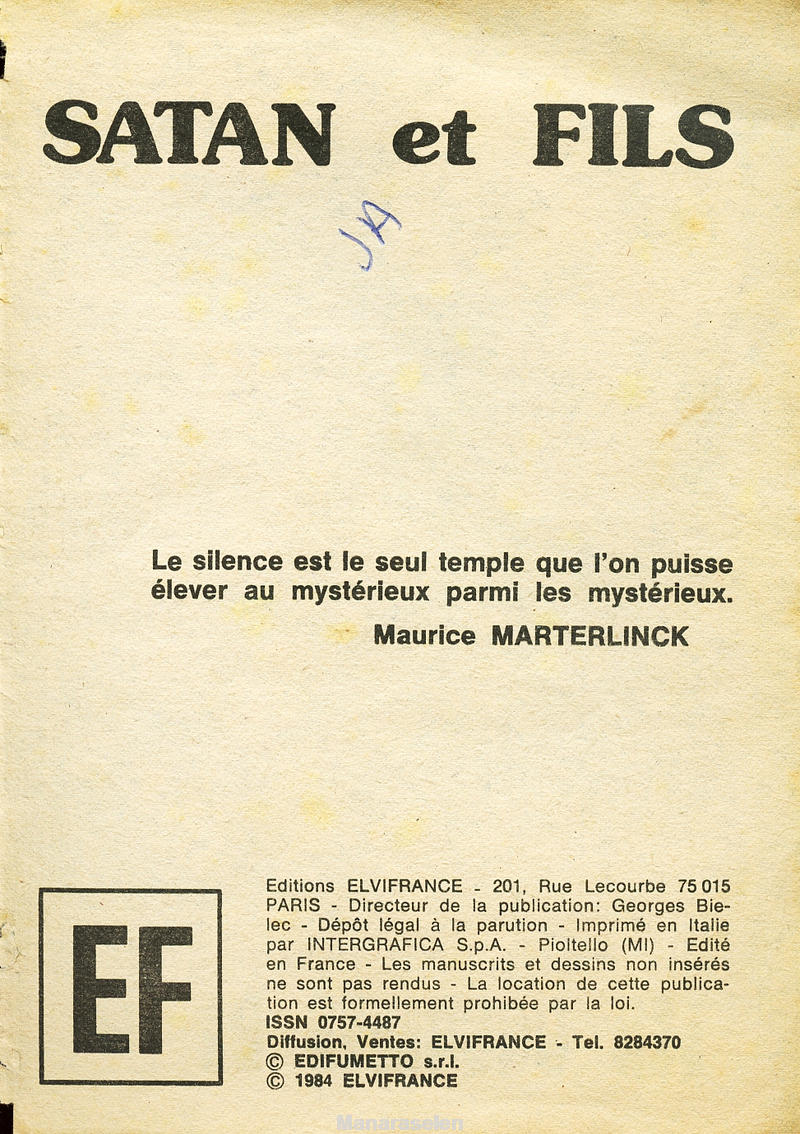 SATAN et FILS
JA
Le silence est le seul temple que l'on puisse
élever au mystérieux parmi les mystérieux.
Maurice MARTERLINCK
EF
Editions ELVIFRANCE - 201, Rue Lecourbe 75 015
PARIS - Directeur de la publication: Georges Bie-
lec - Dépôt légal à la parution - Imprimé en Italie
par INTERGRAFICA S.p.A. - Pioltello (MI) - Edité
en France - Les manuscrits et dessins non insérés
ne sont pas rendus - La location de cette publica-
tion est formellement prohibée par la loi.
ISSN 0757-4487
Diffusion, Ventes: ELVIFRANCE - Tel. 8284370
© EDIFUMETTO s.r.l.
© 1984 ELVIFRANCE
Manaraselen